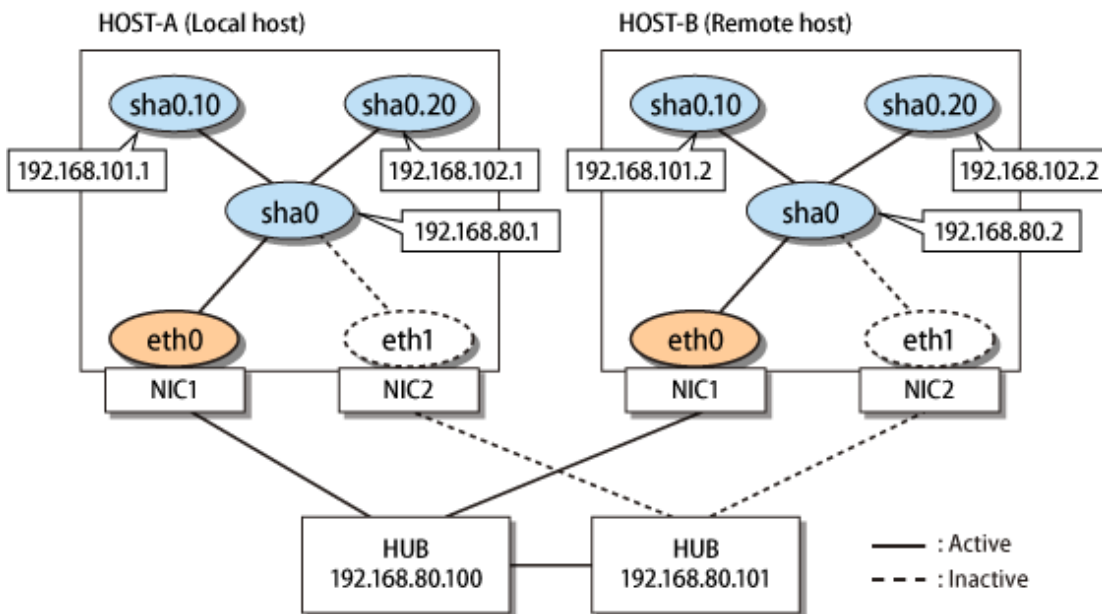 HOST-A (Local host)
HOST-B (Remote host)
sha0.10
sha0.20
sha0.10
sha0.20
192.168.101.1
192.168.102.1
192.168.101.2
192.168.102.2
sha0
sha0
192.168.80.1
192.168.80.2
eth0
eth1
eth0
eth1
NIC1
NIC2
NIC1
NIC2
HUB
192.168.80.100
HUB
192.168.80.101
: Active
: Inactive